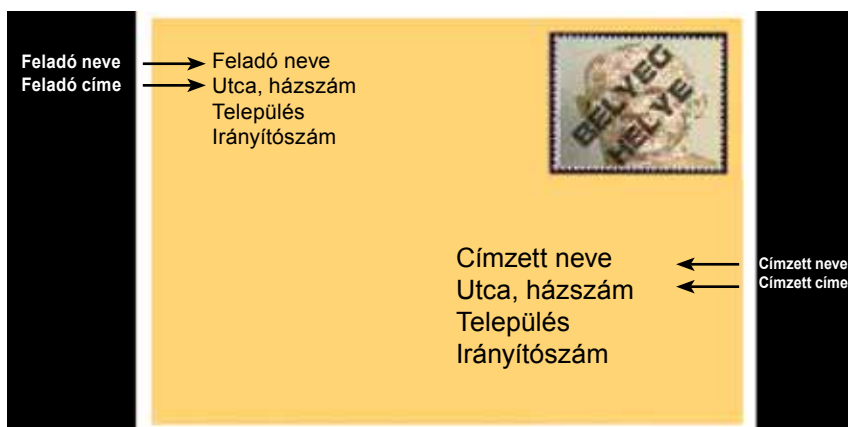 Feladó neve
Feladó címe
Feladó neve
Utca, házszám
Település
Irányítószám
BELYEG
HELYE
Címzett neve
Utca, házszám
Település
Irányítószám
Címzett neve
Címzett címe